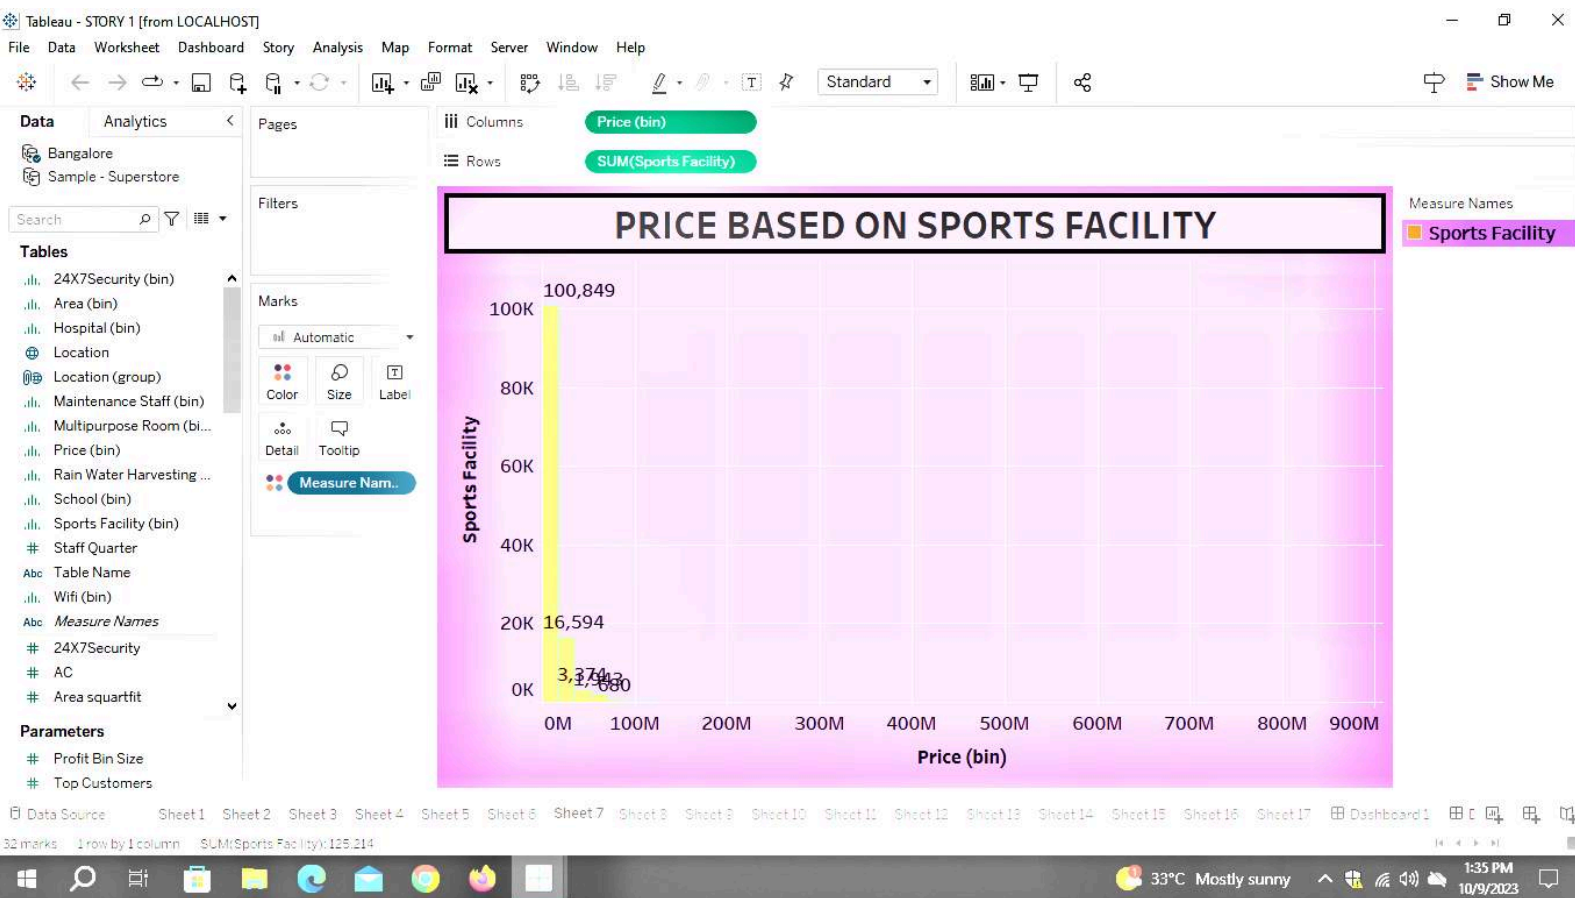 Tableau - STORY 1 [from LOCALHOST]
File Data Worksheet Dashboard Story Analysis Map Format Server Window Help
Standard
Show Me
Data Analytics
Pages
Columns Price (bin)
Bangalore
Sample - Superstore
Rows SUM(Sports Facility)
Search
Filters
PRICE BASED ON SPORTS FACILITY
Measure Names
Sports Facility
Tables
24X7Security (bin)
Area (bin)
Hospital (bin)
Location
Location (group)
Maintenance Staff (bin)
Multipurpose Room (bi...
Price (bin)
Rain Water Harvesting ...
School (bin)
Sports Facility (bin)
Staff Quarter
Abc Table Name
Wifi (bin)
Abc Measure Names
24X7Security
AC
Area squartfit
Parameters
Profit Bin Size
Top Customers
Marks
Automatic
Color Size Label
Detail Tooltip
Measure Nam..
100,849
100K
80K
60K
40K
20K 16,594
3,374
1,943
680
0K
Sports Facility
0M 100M 200M 300M 400M 500M 600M 700M 800M 900M
Price (bin)
Data Source Sheet 1 Sheet 2 Sheet 3 Sheet 4 Sheet 5 Sheet 6 Sheet 7 Sheet 8 Sheet 9 Sheet 10 Sheet 11 Sheet 12 Sheet 13 Sheet 14 Sheet 15 Sheet 16 Sheet 17 Dashboard 1
32 marks 1 row by 1 column SUM(Sports Facility): 125,214
33°C Mostly sunny
1:35 PM
10/9/2023